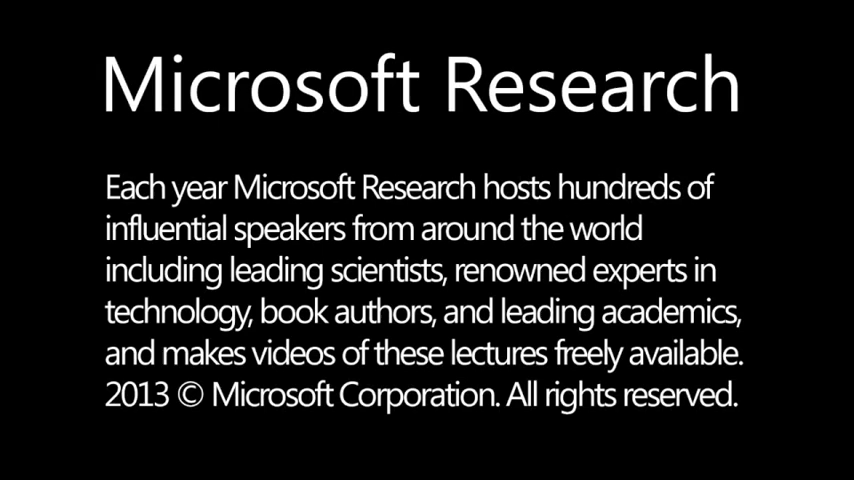 Microsoft Research
Each year Microsoft Research hosts hundreds of
influential speakers from around the world
including leading scientists, renowned experts in
technology, book authors, and leading academics,
and makes videos of these lectures freely available.
2013 © Microsoft Corporation. All rights reserved.